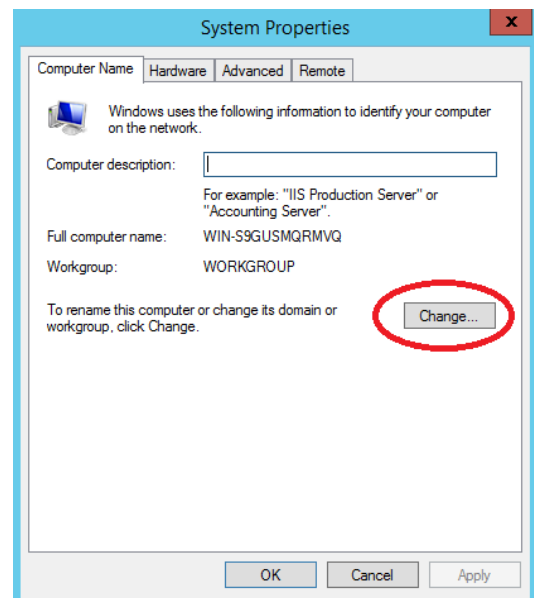 System Properties
x
Computer Name Hardware Advanced Remote
Windows uses the following information to identify your computer
on the network.
Computer description:
For example: "IIS Production Server" or
"Accounting Server".
Full computer name: WIN-S9GUSMQRMVQ
Workgroup: WORKGROUP
To rename this computer or change its domain or
workgroup, click Change.
Change...
OK Cancel Apply